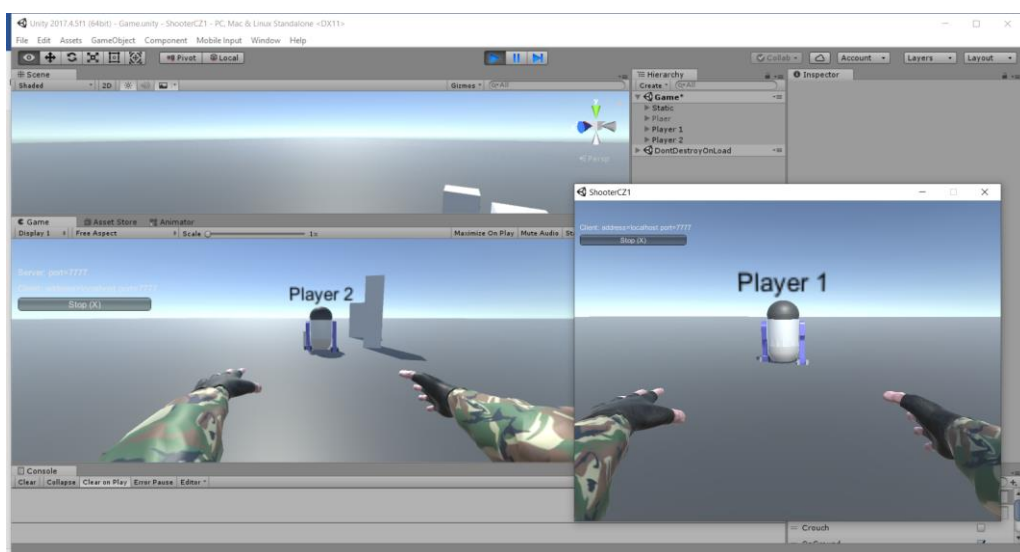 Unity 2017.4.5f1 (64bit) - Game.unity - ShooterCZ1 - PC, Mac & Linux Standalone <DX11>
File Edit Assets GameObject Component Mobile Input Window Help
Pivot Local Collab Account Layers Layout
Scene
Shaded 2D Gizmos All
Persp
Hierarchy
Create All
Game*
Static
Player 1
Player 2
DontDestroyOnLoad
Inspector
Game Asset Store Animator
Display 1 Free Aspect Scale 1x Maximize On Play Mute Audio
Server: port=7777
Client: address=localhost port=7777
Stop (X)
Player 2
ShooterCZ1
Client: address=localhost port=7777
Stop (X)
Player 1
Console
Clear Collapse Clear on Play Error Pause Editor
Crouch